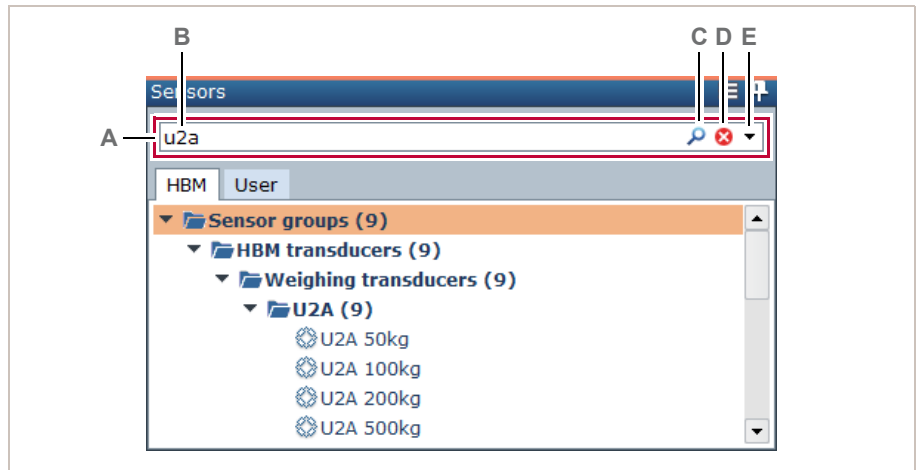 B C D E
Sensors
A u2a
HBM User
Sensor groups (9)
HBM transducers (9)
Weighing transducers (9)
U2A (9)
U2A 50kg
U2A 100kg
U2A 200kg
U2A 500kg